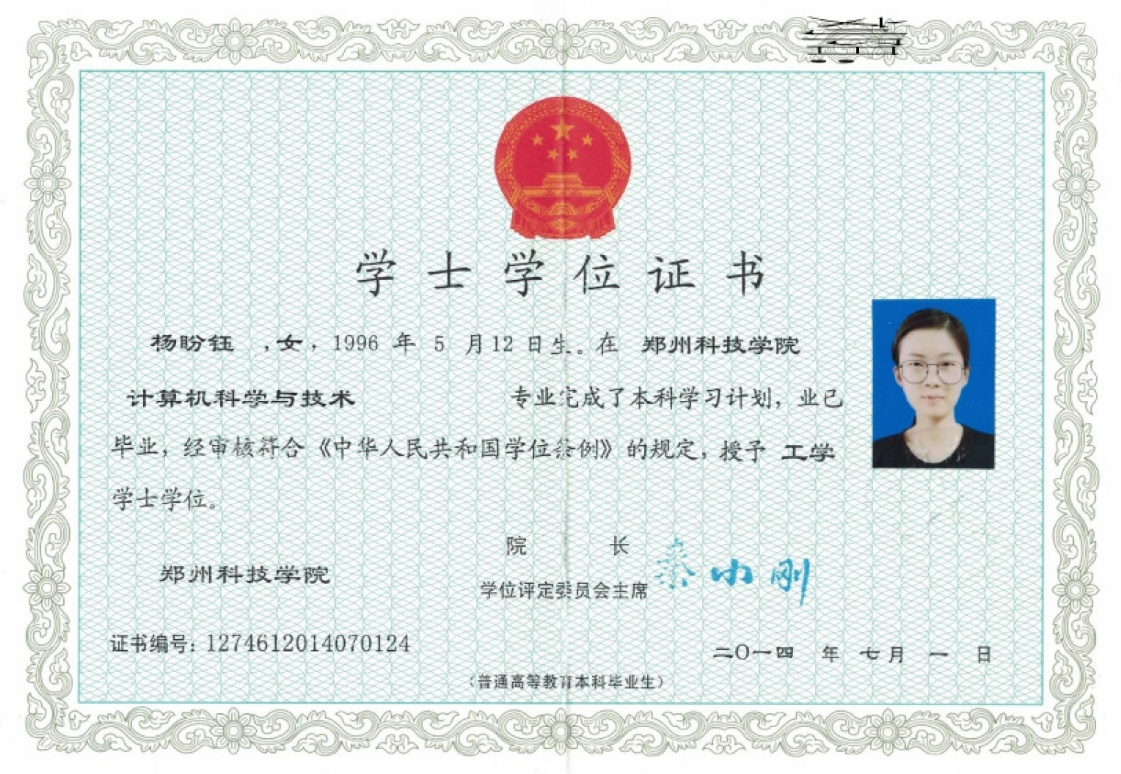 学士学位证书
杨盼钰 ,女,1996 年 5 月12 日生。在 郑州科技学院
计算机科学与技术 专业完成了本科学习计划,业已
毕业,经审核符合《中华人民共和国学位条例》的规定,授予 工学
学士学位。
院 长
郑州科技学院
学位评定委员会主席 秦小刚
证书编号:1274612014070124
二〇一四 年 七月 一 日
(普通高等教育本科毕业生)